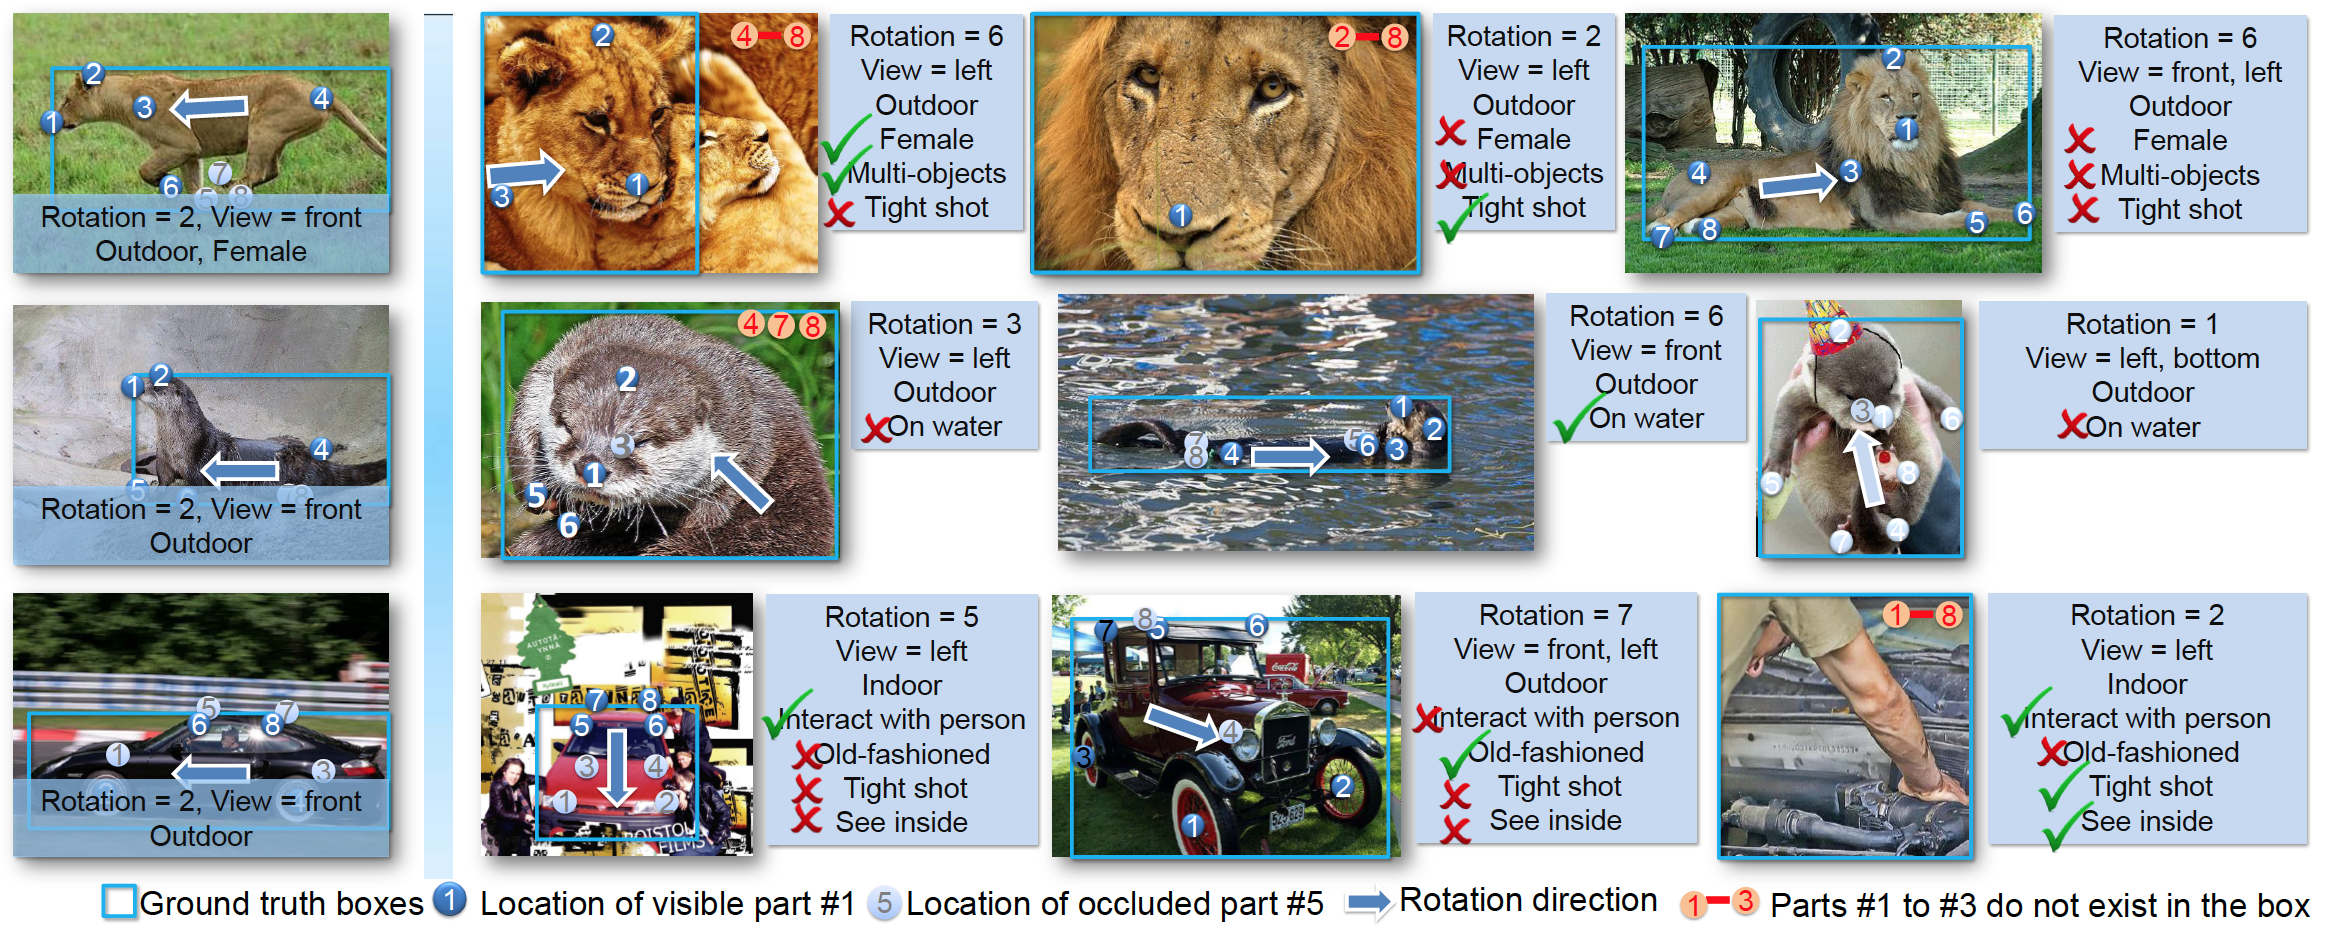 1
2
3
4
5
6
7
8
Rotation = 2, View = front
Outdoor, Female
2
1
3
4 8
Rotation = 6
View = left
Outdoor
Female
Multi-objects
Tight shot
1
2 8
Rotation = 2
View = left
Outdoor
Female
Multi-objects
Tight shot
2
1
3
4
5
6
7
8
Rotation = 6
View = front, left
Outdoor
Female
Multi-objects
Tight shot
1
2
4
5
Rotation = 2, View = front
Outdoor
2
3
1
5
6
4 7 8
Rotation = 3
View = left
Outdoor
On water
1
2
3
4
5
6
7
8
Rotation = 6
View = front
Outdoor
On water
2
3
1
6
5
8
7
4
Rotation = 1
View = left, bottom
Outdoor
On water
5
7
6
8
1
3
Rotation = 2, View = front
Outdoor
AUTOTA-
YNNÄ
7
8
5
6
3
4
1
2
BRISTOL
FILMS
Rotation = 5
View = left
Indoor
Interact with person
Old-fashioned
Tight shot
See inside
7
8
5
6
4
3
2
1
Coca-Cola
Ford
Rotation = 7
View = front, left
Outdoor
Interact with person
Old-fashioned
Tight shot
See inside
1 8
Rotation = 2
View = left
Indoor
Interact with person
Old-fashioned
Tight shot
See inside
Ground truth boxes 1 Location of visible part #1 5 Location of occluded part #5 Rotation direction 1 3 Parts #1 to #3 do not exist in the box